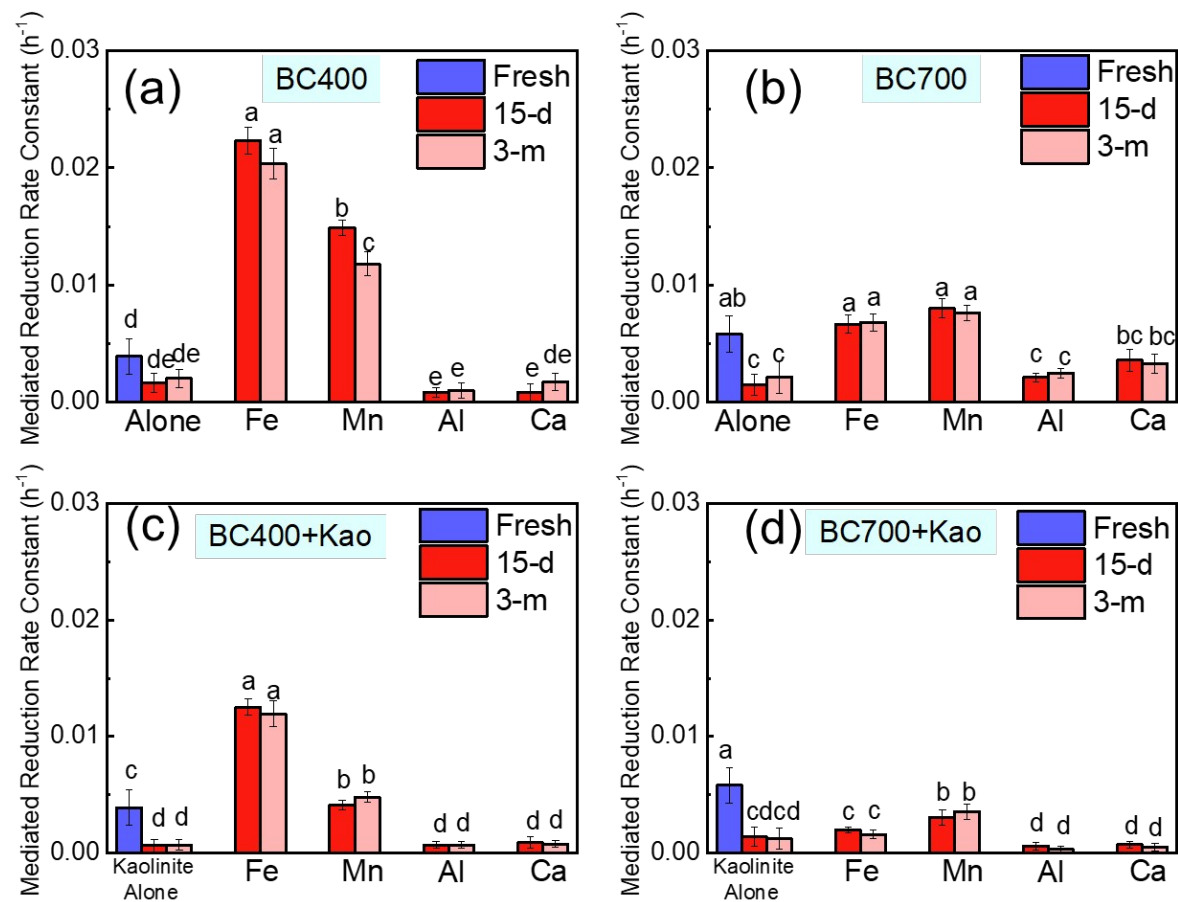 Mediated Reduction Rate Constant (h⁻¹)
0.03
0.02
0.01
0.00
(a)
BC400
Fresh
15-d
3-m
d
de
de
a
a
b
c
e
e
e
de
Alone
Fe
Mn
Al
Ca
Mediated Reduction Rate Constant (h⁻¹)
0.03
0.02
0.01
0.00
(b)
BC700
Fresh
15-d
3-m
ab
c
c
a
a
a
a
c
c
bc
bc
Alone
Fe
Mn
Al
Ca
Mediated Reduction Rate Constant (h⁻¹)
0.03
0.02
0.01
0.00
(c)
BC400+Kao
Fresh
15-d
3-m
c
d
d
a
a
b
b
d
d
d
d
Kaolinite
Alone
Fe
Mn
Al
Ca
Mediated Reduction Rate Constant (h⁻¹)
0.03
0.02
0.01
0.00
(d)
BC700+Kao
Fresh
15-d
3-m
a
cd
cd
c
c
b
b
d
d
d
d
Kaolinite
Alone
Fe
Mn
Al
Ca